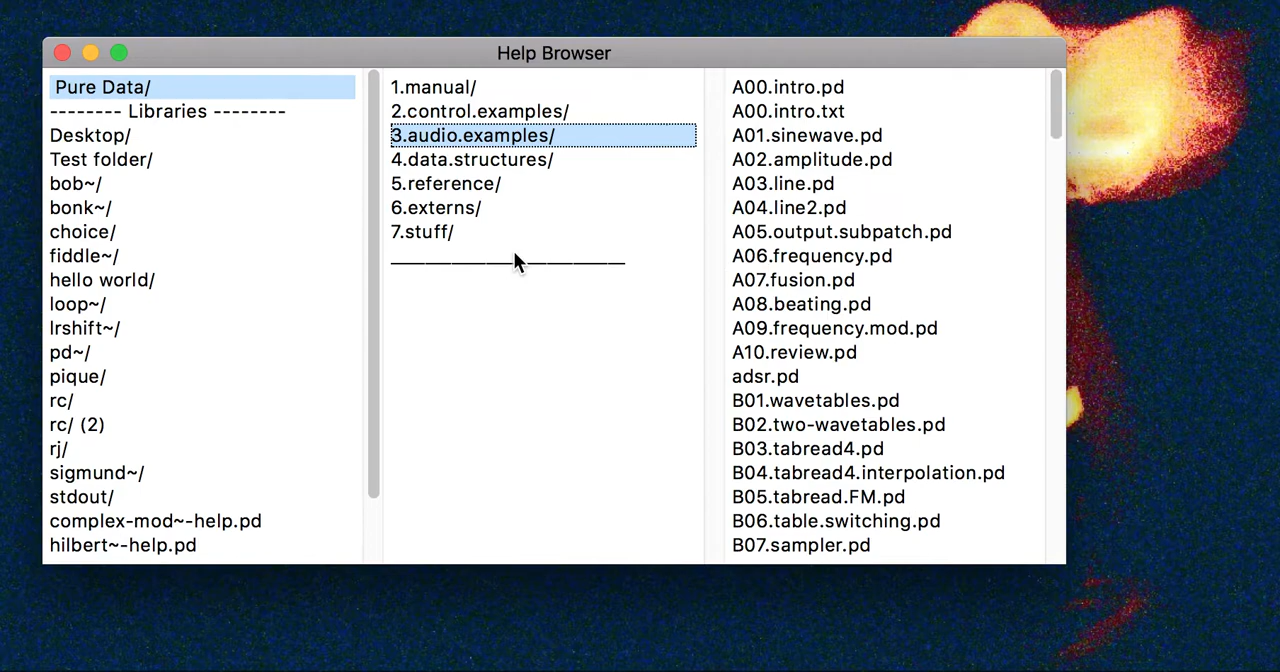 Help Browser
Pure Data/
-------- Libraries --------
Desktop/
Test folder/
bob~/
bonk~/
choice/
fiddle~/
hello world/
loop~/
lrshift~/
pd~/
pique/
rc/
rc/ (2)
rj/
sigmund~/
stdout/
complex-mod~-help.pd
hilbert~-help.pd
1.manual/
2.control.examples/
3.audio.examples/
4.data.structures/
5.reference/
6.externs/
7.stuff/
A00.intro.pd
A00.intro.txt
A01.sinewave.pd
A02.amplitude.pd
A03.line.pd
A04.line2.pd
A05.output.subpatch.pd
A06.frequency.pd
A07.fusion.pd
A08.beating.pd
A09.frequency.mod.pd
A10.review.pd
adsr.pd
B01.wavetables.pd
B02.two-wavetables.pd
B03.tabread4.pd
B04.tabread4.interpolation.pd
B05.tabread.FM.pd
B06.table.switching.pd
B07.sampler.pd